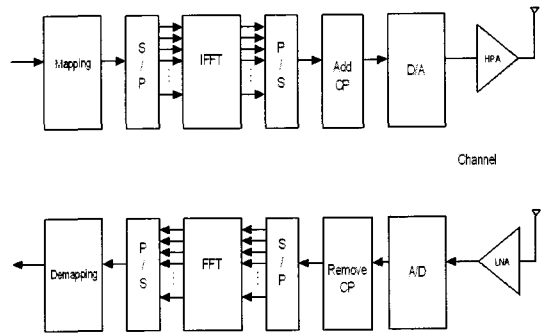 Mapping
S
/
P
IFFT
P
/
S
Add
CP
D/A
HPA
Channel
Demapping
P
/
S
FFT
S
/
P
Remove
CP
A/D
LNA